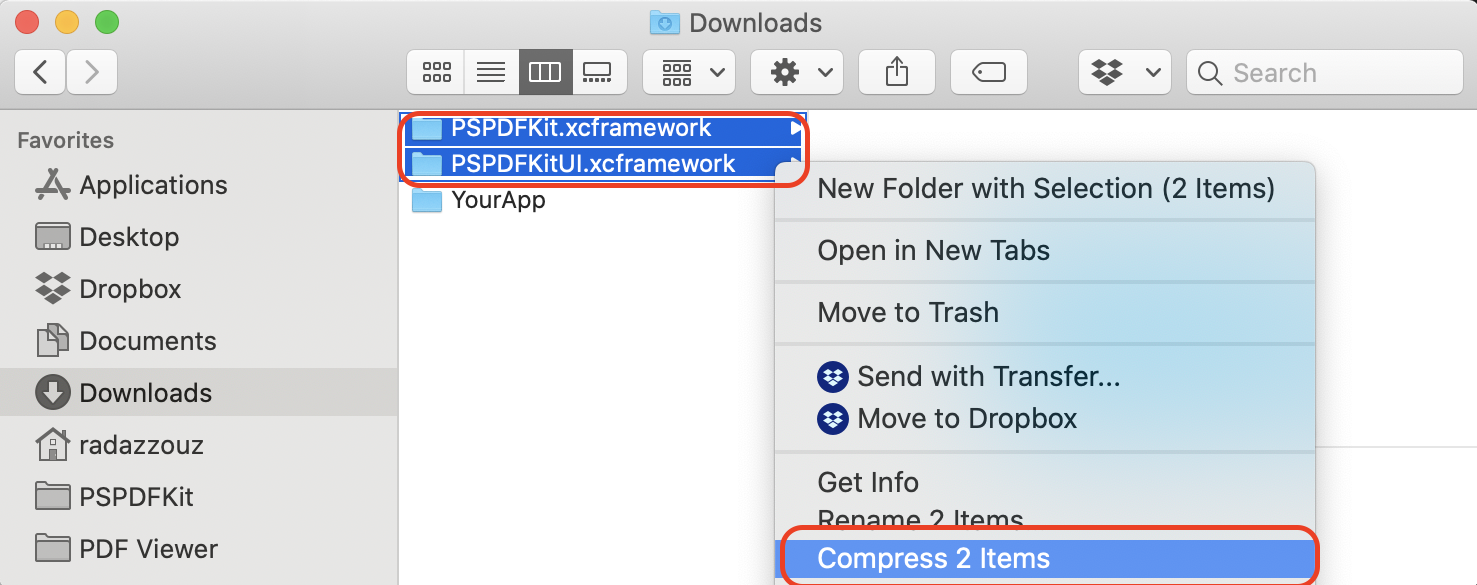 Downloads
Search
Favorites
Applications
Desktop
Dropbox
Documents
Downloads
radazzouz
PSPDFKit
PDF Viewer
PSPDFKit.xcframework
PSPDFKitUI.xcframework
YourApp
New Folder with Selection (2 Items)
Open in New Tabs
Move to Trash
Send with Transfer...
Move to Dropbox
Get Info
Rename 2 Items
Compress 2 Items